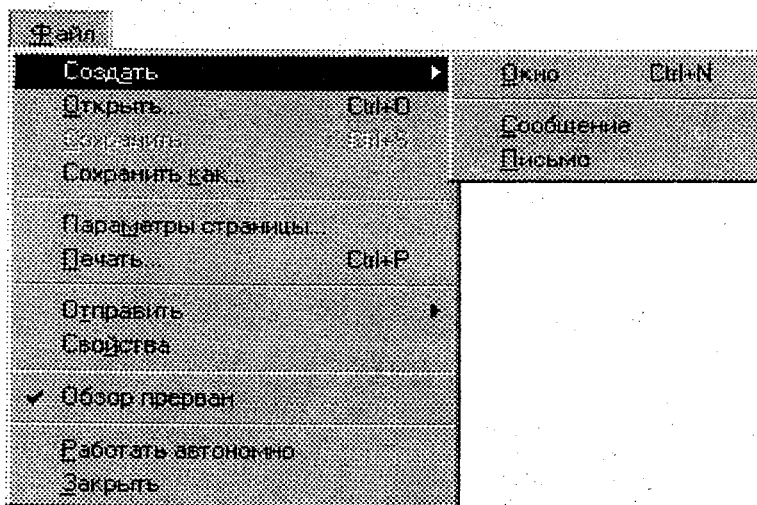 Файл
Создать
Открыть... Ctrl+O
Сохранить Ctrl+S
Сохранить как...
Параметры страницы...
Печать... Ctrl+P
Отправить
Свойства
Обзор прерван
Работать автономно
Закрыть
Окно Ctrl+N
Сообщение
Письмо